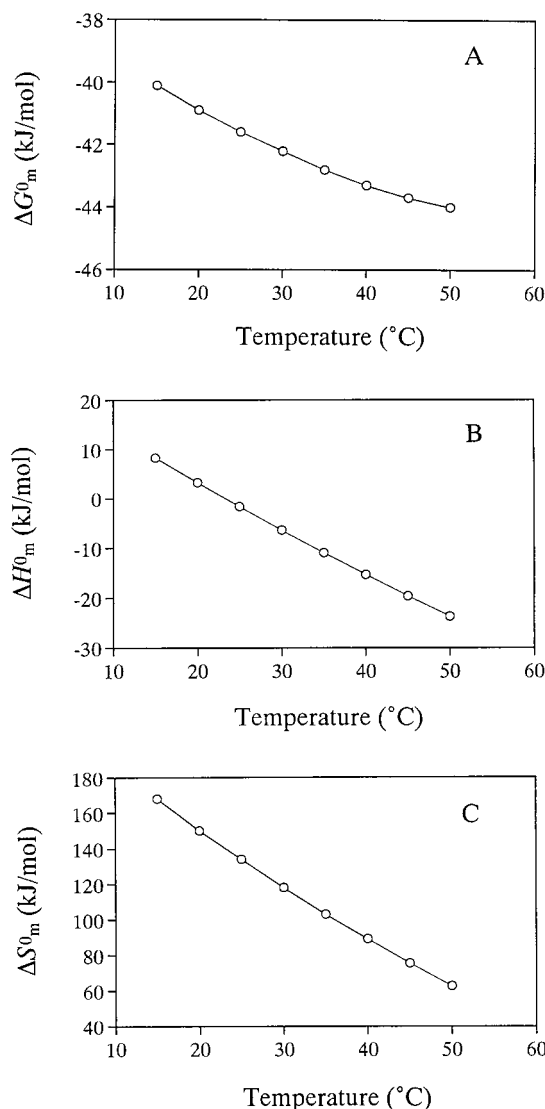 -38
A
-40
-42
-44
-46
ΔG⁰ₘ (kJ/mol)
10 20 30 40 50 60
Temperature (°C)
20
B
10
0
-10
-20
-30
ΔH⁰ₘ (kJ/mol)
10 20 30 40 50 60
Temperature (°C)
180
C
160
140
120
100
80
60
40
ΔS⁰ₘ (kJ/mol)
10 20 30 40 50 60
Temperature (°C)